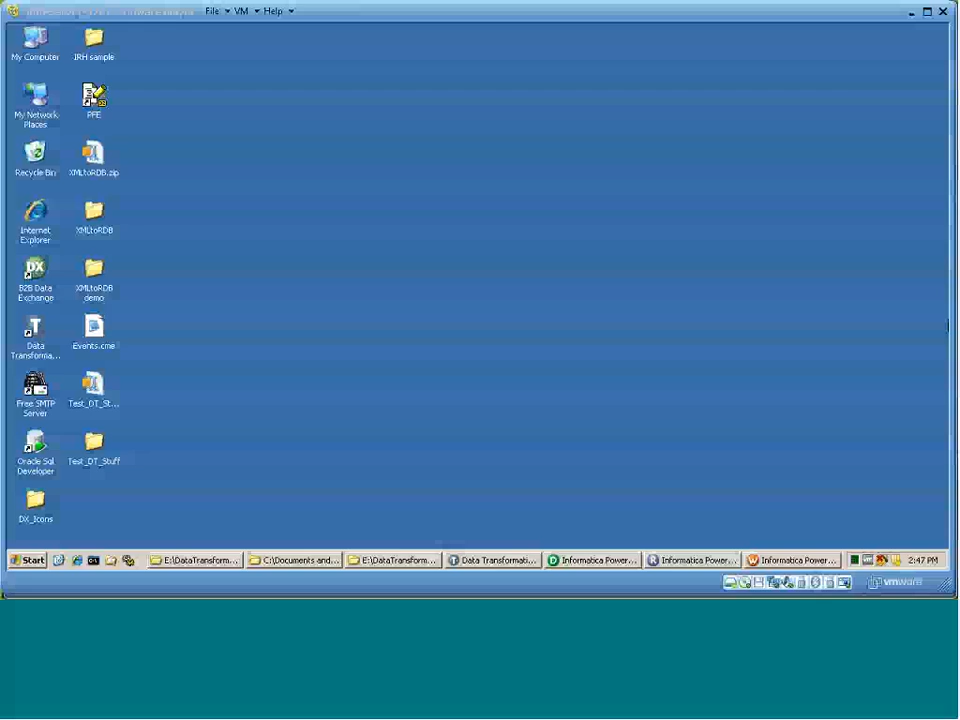 File VM Help
My Computer
IRH sample
My Network Places
PFE
Recycle Bin
XMLtoRDB.zip
Internet Explorer
XMLtoRDB
B2B Data Exchange
XMLtoRDB demo
Data Transforma...
Events.cme
Free SMTP Server
Test_DT_St...
Oracle Sql Developer
Test_DT_Stuff
DX_Icons
Start
E:\DataTransform...
C:\Documents and...
E:\DataTransform...
Data Transformati...
Informatica Power...
Informatica Power...
Informatica Power...
2:47 PM
vmware